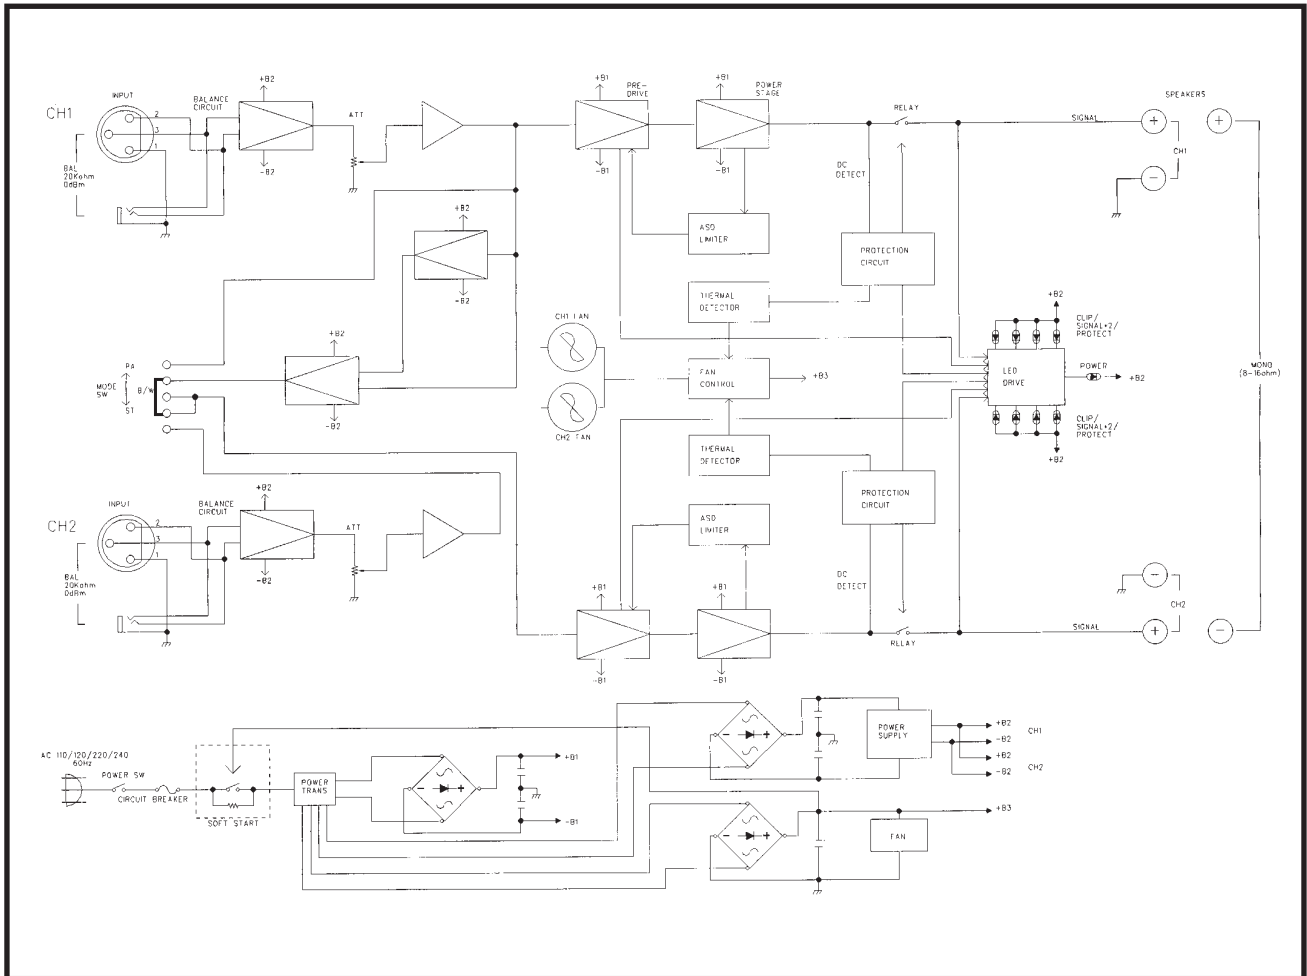 CH1
INPUT
2
3
1
BAL
20Kohm
0dBm
BALANCE
CIRCUIT
+B2
-B2
ATT
+B1
PRE-
DRIVE
-B1
+B1
POWER
STAGE
-B1
RELAY
SIGNAL
SPEAKERS
+
+
CH1
-
DC
DETECT
ASO
LIMITER
PROTECTION
CIRCUIT
+B2
-B2
THERMAL
DETECTOR
CH1 FAN
+B2
-B2
FAN
CONTROL
+B3
CH2 FAN
PA
MODE
SW
B/W
ST
+B2
CLIP/
SIGNAL+2/
PROTECT
LED
DRIVE
POWER
+B2
CLIP/
SIGNAL+2/
PROTECT
+B2
MONO
(8-16ohm)
THERMAL
DETECTOR
PROTECTION
CIRCUIT
CH2
INPUT
2
3
1
BAL
20Kohm
0dBm
BALANCE
CIRCUIT
+B2
-B2
ATT
ASO
LIMITER
+B1
-B1
+B1
-B1
DC
DETECT
RELAY
SIGNAL
-
CH2
+
-
AC 110/120/220/240
60Hz
POWER SW
CIRCUIT BREAKER
SOFT START
POWER
TRANS
- +
+B1
-B1
- +
POWER
SUPPLY
+B2
-B2
CH1
+B2
-B2
CH2
- +
+B3
FAN